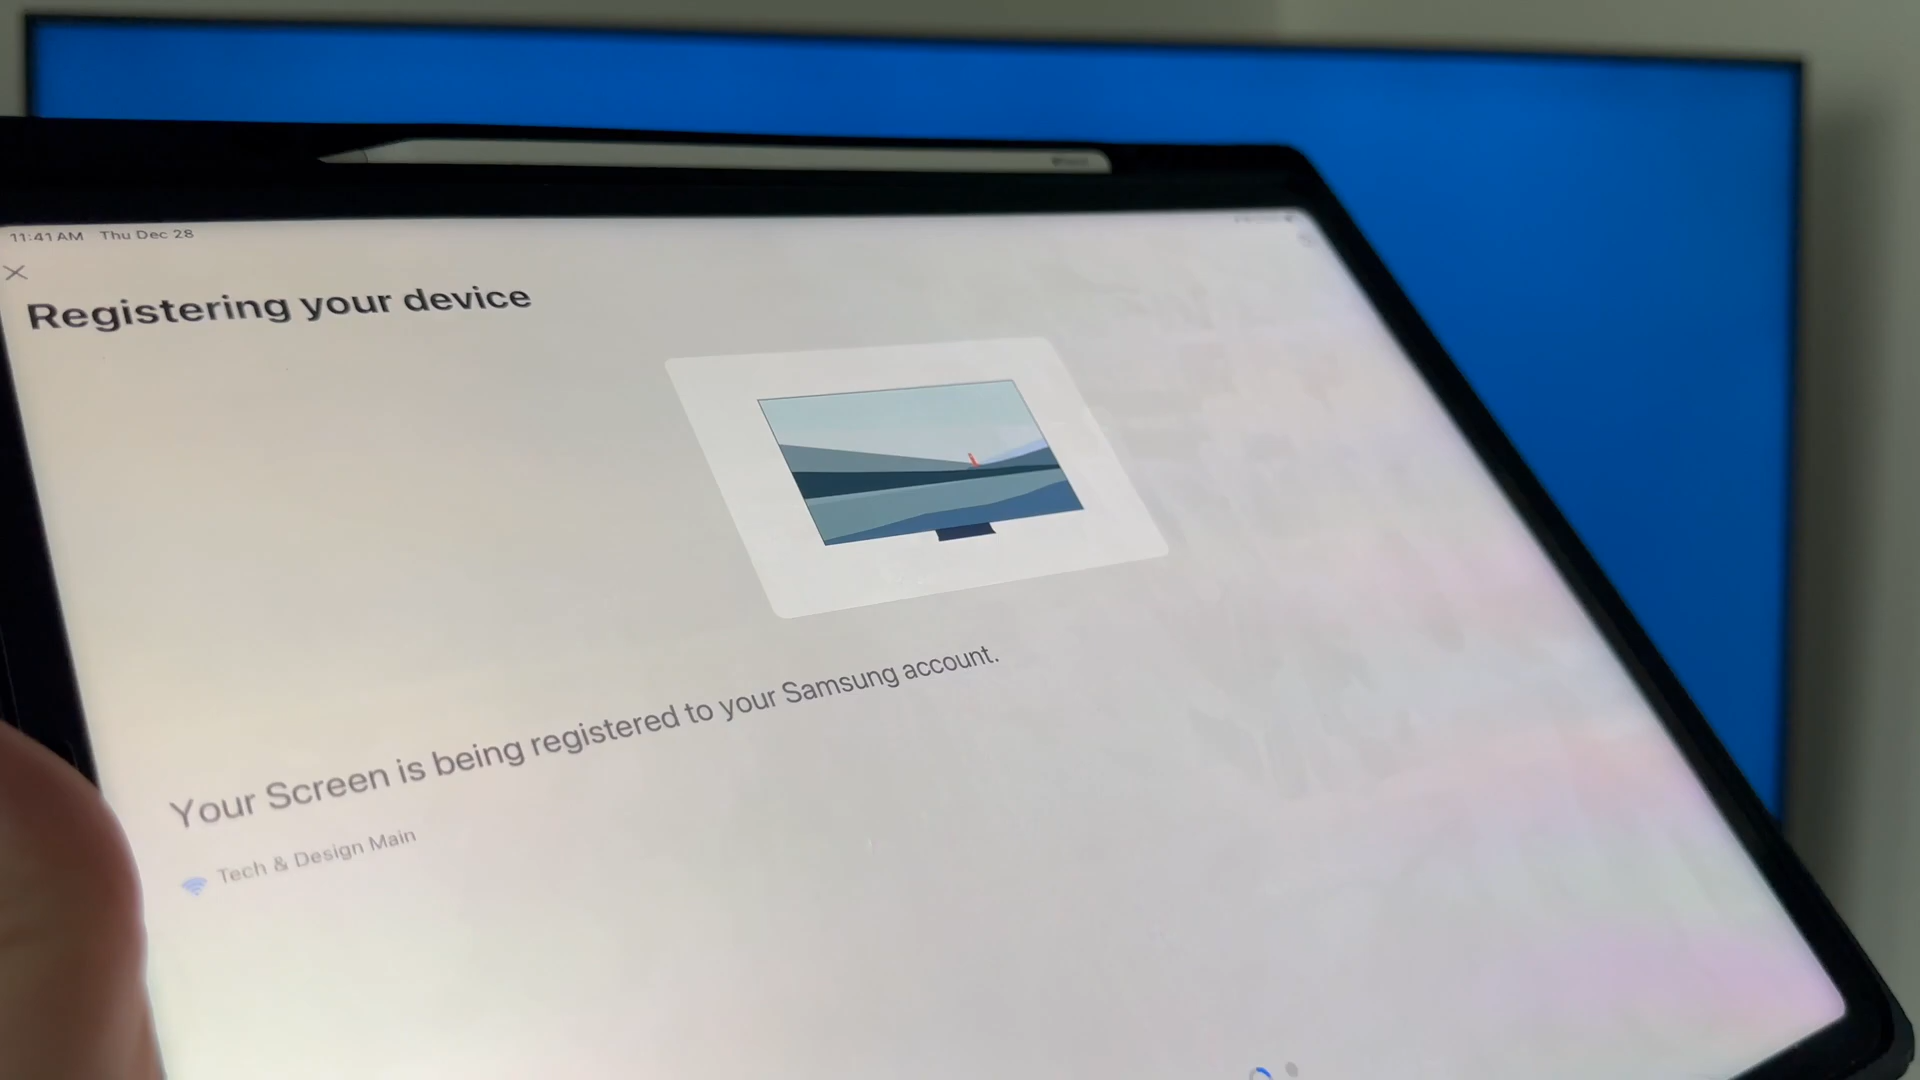 11:41 AM Thu Dec 28
Registering your device
Your Screen is being registered to your Samsung account.
Tech & Design Main